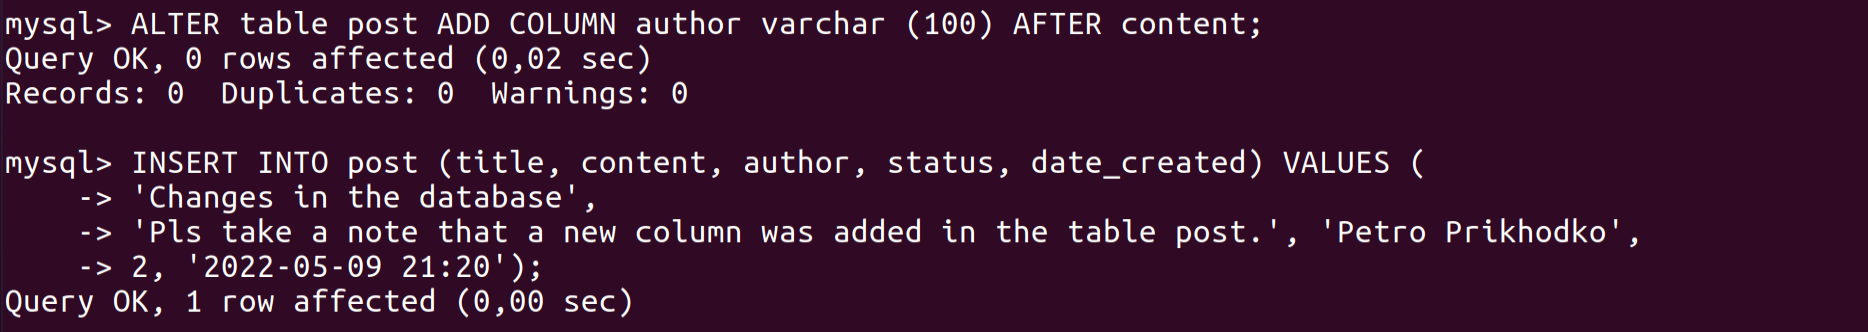 mysql> ALTER table post ADD COLUMN author varchar (100) AFTER content;
Query OK, 0 rows affected (0,02 sec)
Records: 0  Duplicates: 0  Warnings: 0

mysql> INSERT INTO post (title, content, author, status, date_created) VALUES (
    -> 'Changes in the database',
    -> 'Pls take a note that a new column was added in the table post.', 'Petro Prikhodko',
    -> 2, '2022-05-09 21:20');
Query OK, 1 row affected (0,00 sec)